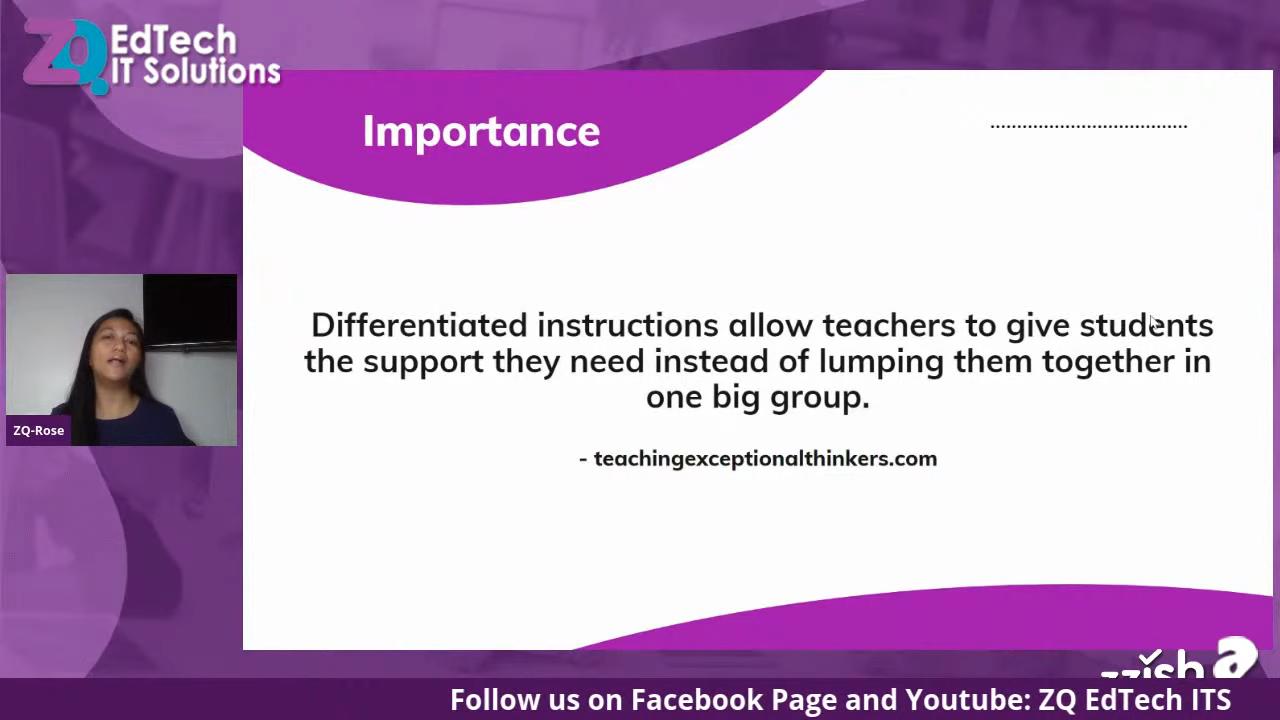 ZQ EdTech
IT Solutions
Importance
Differentiated instructions allow teachers to give students
the support they need instead of lumping them together in
one big group.
- teachingexceptionalthinkers.com
ZQ-Rose
zzish a
Follow us on Facebook Page and Youtube: ZQ EdTech ITS